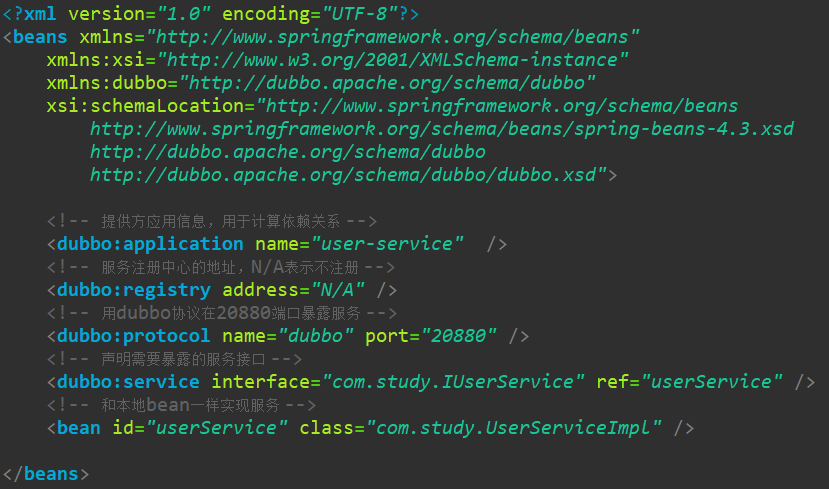 <?xml version="1.0" encoding="UTF-8"?>
<beans xmlns="http://www.springframework.org/schema/beans"
    xmlns:xsi="http://www.w3.org/2001/XMLSchema-instance"
    xmlns:dubbo="http://dubbo.apache.org/schema/dubbo"
    xsi:schemaLocation="http://www.springframework.org/schema/beans
        http://www.springframework.org/schema/beans/spring-beans-4.3.xsd
        http://dubbo.apache.org/schema/dubbo
        http://dubbo.apache.org/schema/dubbo/dubbo.xsd">
    <!-- 提供方应用信息，用于计算依赖关系 -->
    <dubbo:application name="user-service"  />
    <!-- 服务注册中心的地址，N/A表示不注册 -->
    <dubbo:registry address="N/A" />
    <!-- 用dubbo协议在20880端口暴露服务 -->
    <dubbo:protocol name="dubbo" port="20880" />
    <!-- 声明需要暴露的服务接口 -->
    <dubbo:service interface="com.study.IUserService" ref="userService" />
    <!-- 和本地bean一样实现服务 -->
    <bean id="userService" class="com.study.UserServiceImpl" />
</beans>